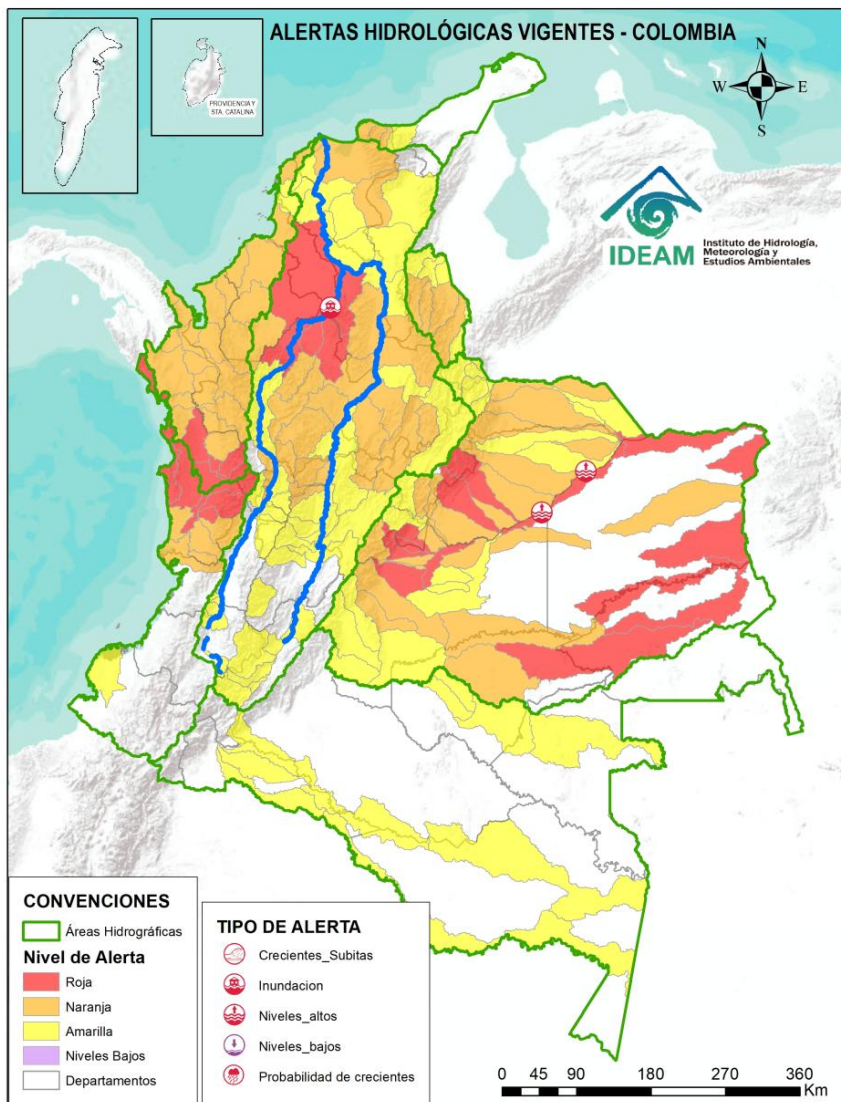 ALERTAS HIDROLÓGICAS VIGENTES - COLOMBIA
PROVIDENCIA Y
STA. CATALINA
N
W
E
S
IDEAM
Instituto de Hidrología,
Meteorología y
Estudios Ambientales
CONVENCIONES
Áreas Hidrográficas
Nivel de Alerta
Roja
Naranja
Amarilla
Niveles Bajos
Departamentos
TIPO DE ALERTA
Crecientes_Subitas
Inundacion
Niveles_altos
Niveles_bajos
Probabilidad de crecientes
0 45 90 180 270 360
Km